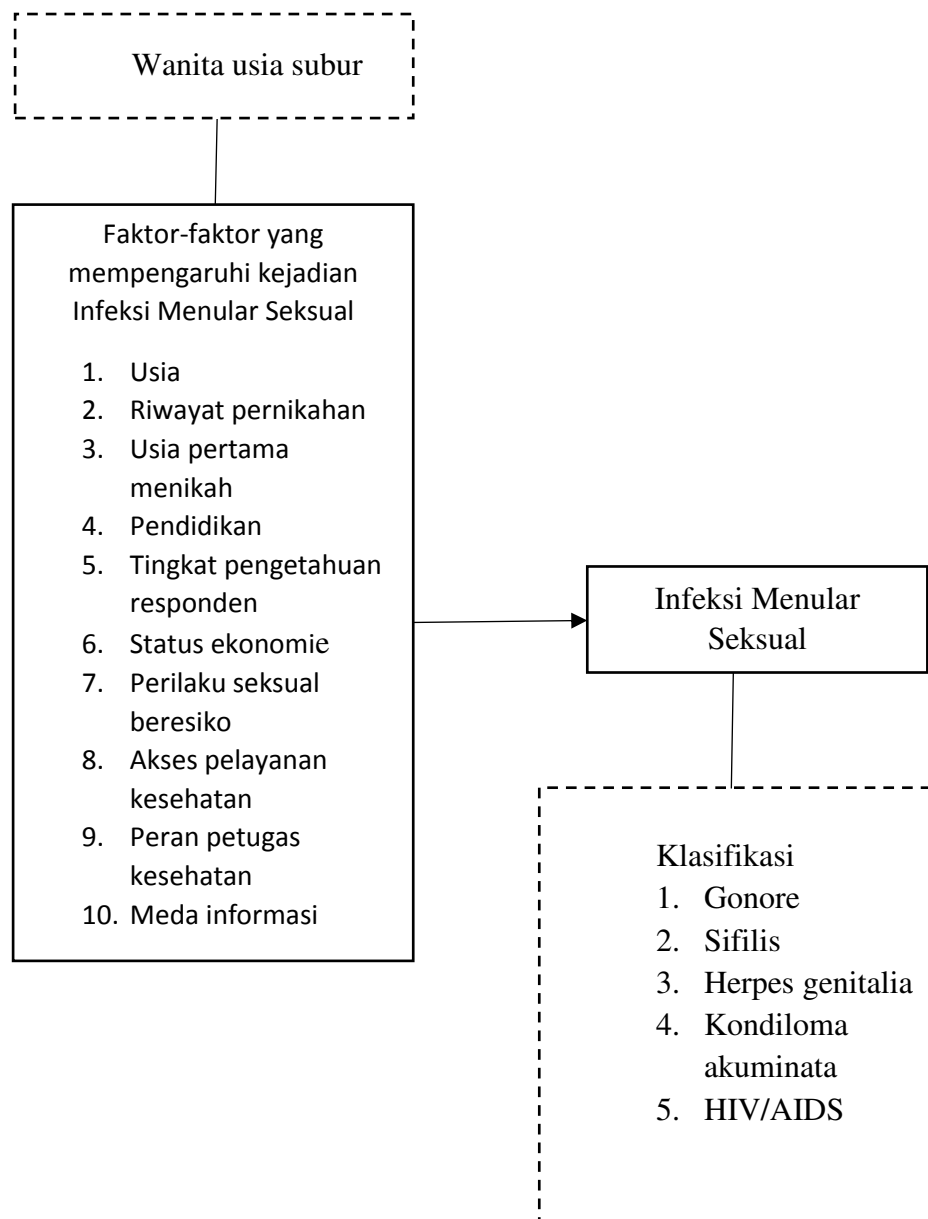 Wanita usia subur
Faktor-faktor yang
mempengaruhi kejadian
Infeksi Menular Seksual
1. Usia
2. Riwayat pernikahan
3. Usia pertama
menikah
4. Pendidikan
5. Tingkat pengetahuan
responden
6. Status ekonomie
7. Perilaku seksual
beresiko
8. Akses pelayanan
kesehatan
9. Peran petugas
kesehatan
10. Meda informasi
Infeksi Menular
Seksual
Klasifikasi
1. Gonore
2. Sifilis
3. Herpes genitalia
4. Kondiloma
akuminata
5. HIV/AIDS